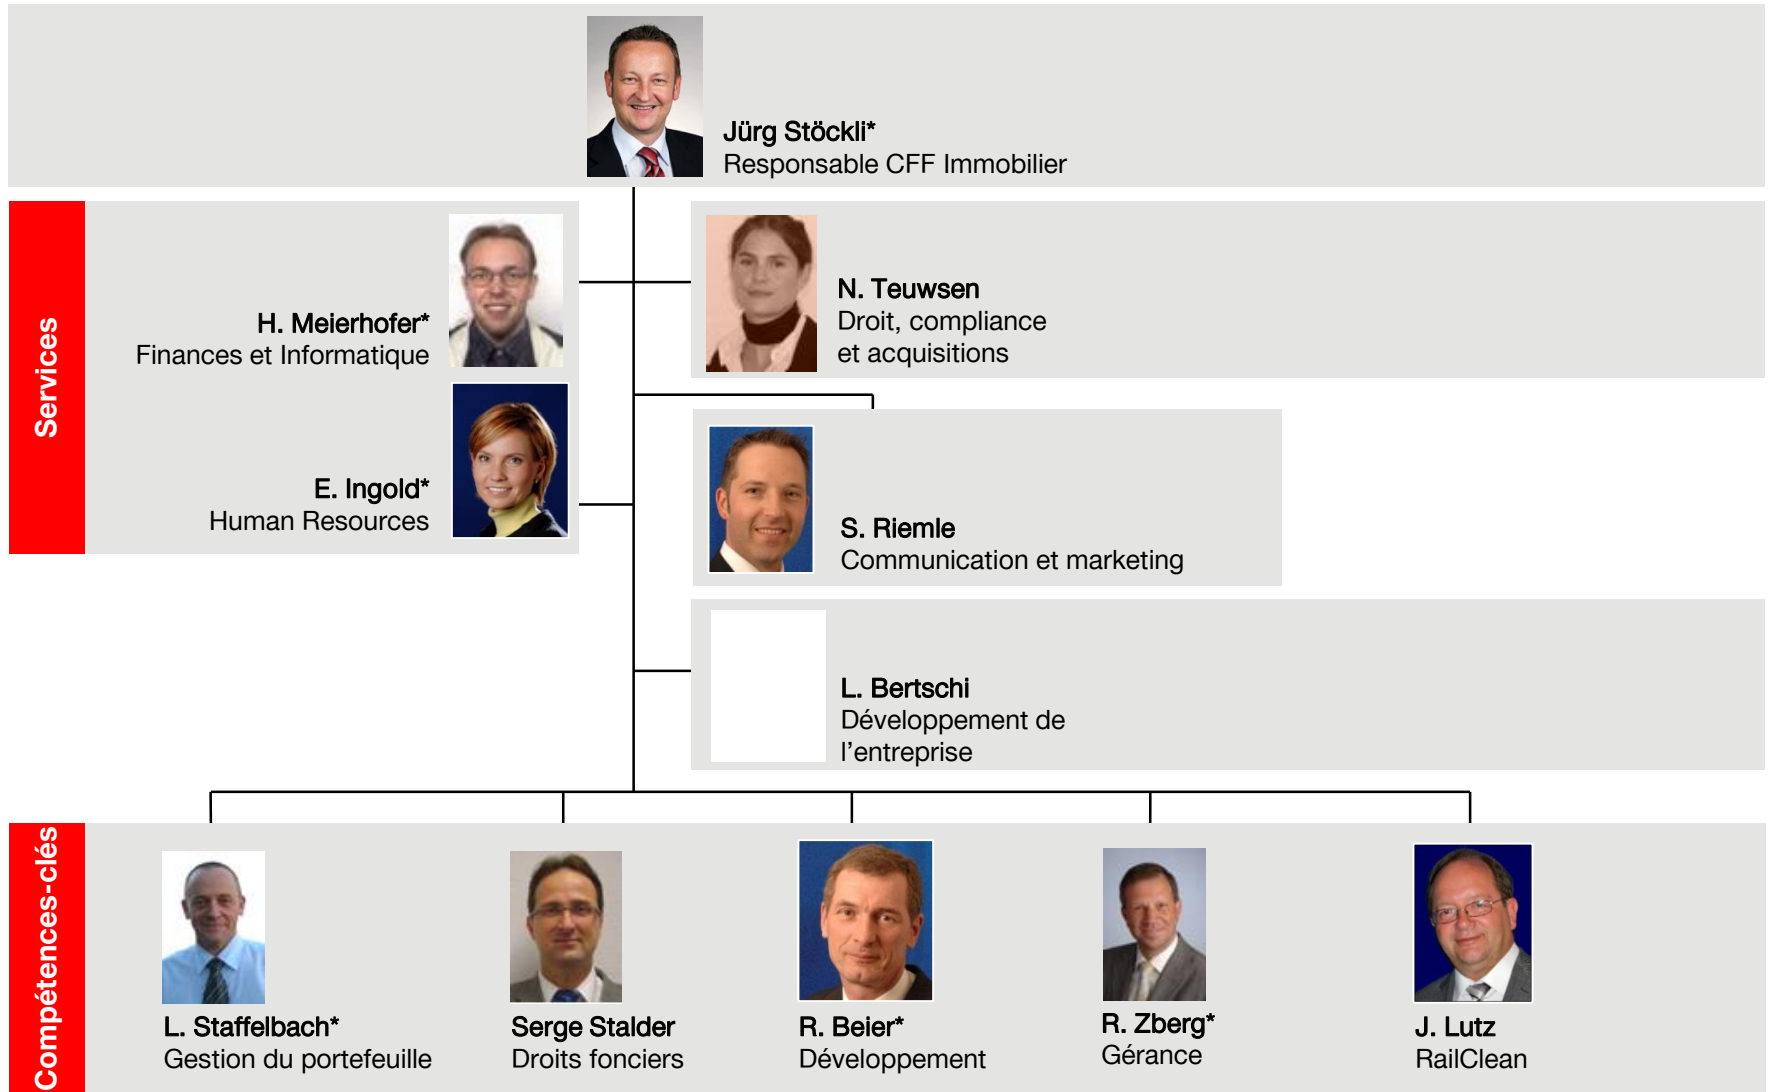 Jürg Stöckli*
Responsable CFF Immobilier
Services
H. Meierhofer*
Finances et Informatique
N. Teuwsen
Droit, compliance
et acquisitions
E. Ingold*
Human Resources
S. Riemle
Communication et marketing
L. Bertschi
Développement de
l’entreprise
Compétences-clés
L. Staffelbach*
Gestion du portefeuille
Serge Stalder
Droits fonciers
R. Beier*
Développement
R. Zberg*
Gérance
J. Lutz
RailClean